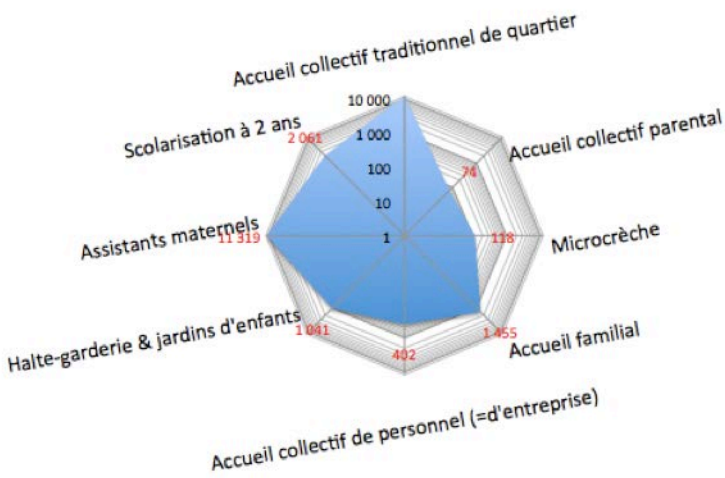 Accueil collectif traditionnel de quartier
10 000
Scolarisation à 2 ans
2 061
1 000
Accueil collectif parental
74
100
10
Assistants maternels
11 319
1
118
Microcrèche
Halte-garderie & jardins d'enfants
1 041
1 455
Accueil familial
402
Accueil collectif de personnel (=d'entreprise)